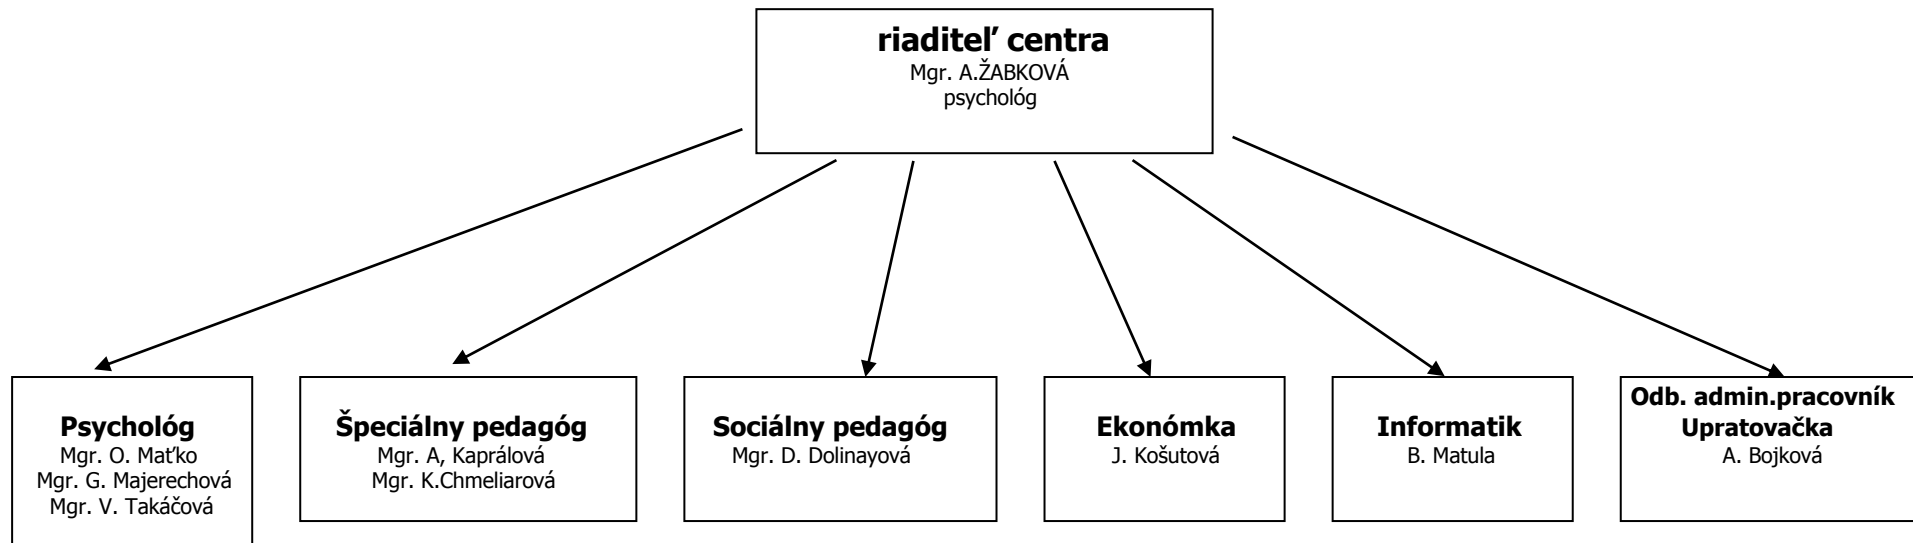 riaditeľ centra
Mgr. A.ŽABKOVÁ
psychológ
Psychológ
Mgr. O. Maťko
Mgr. G. Majerechová
Mgr. V. Takáčová
Špeciálny pedagóg
Mgr. A, Kaprálová
Mgr. K.Chmeliarová
Sociálny pedagóg
Mgr. D. Dolinayová
Ekonómka
J. Košutová
Informatik
B. Matula
Odb. admin.pracovník
Upratovačka
A. Bojková